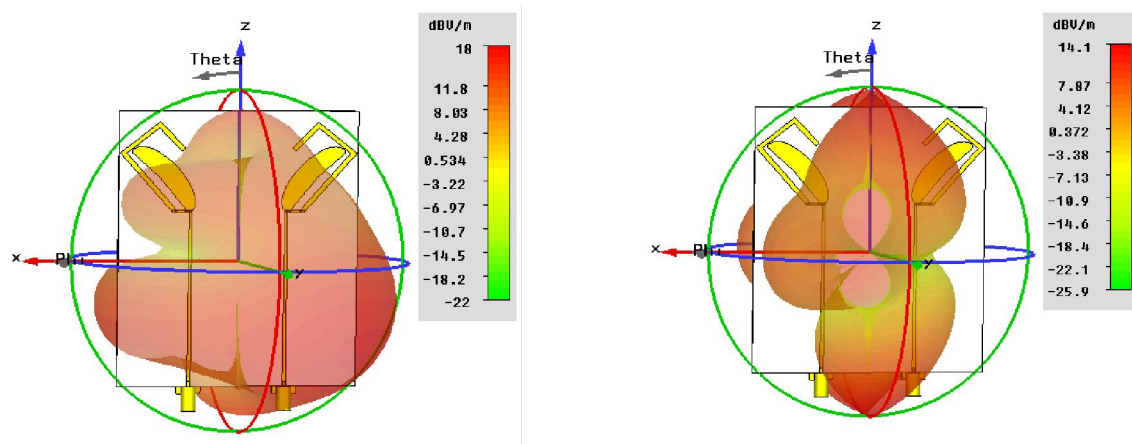 dBV/m
18
11.8
8.03
4.28
0.534
-3.22
-6.97
-10.7
-14.5
-18.2
-22
z
Theta
x
Phi
y
dBV/m
14.1
7.87
4.12
0.372
-3.38
-7.13
-10.9
-14.6
-18.4
-22.1
-25.9
z
Theta
x
Phi
y